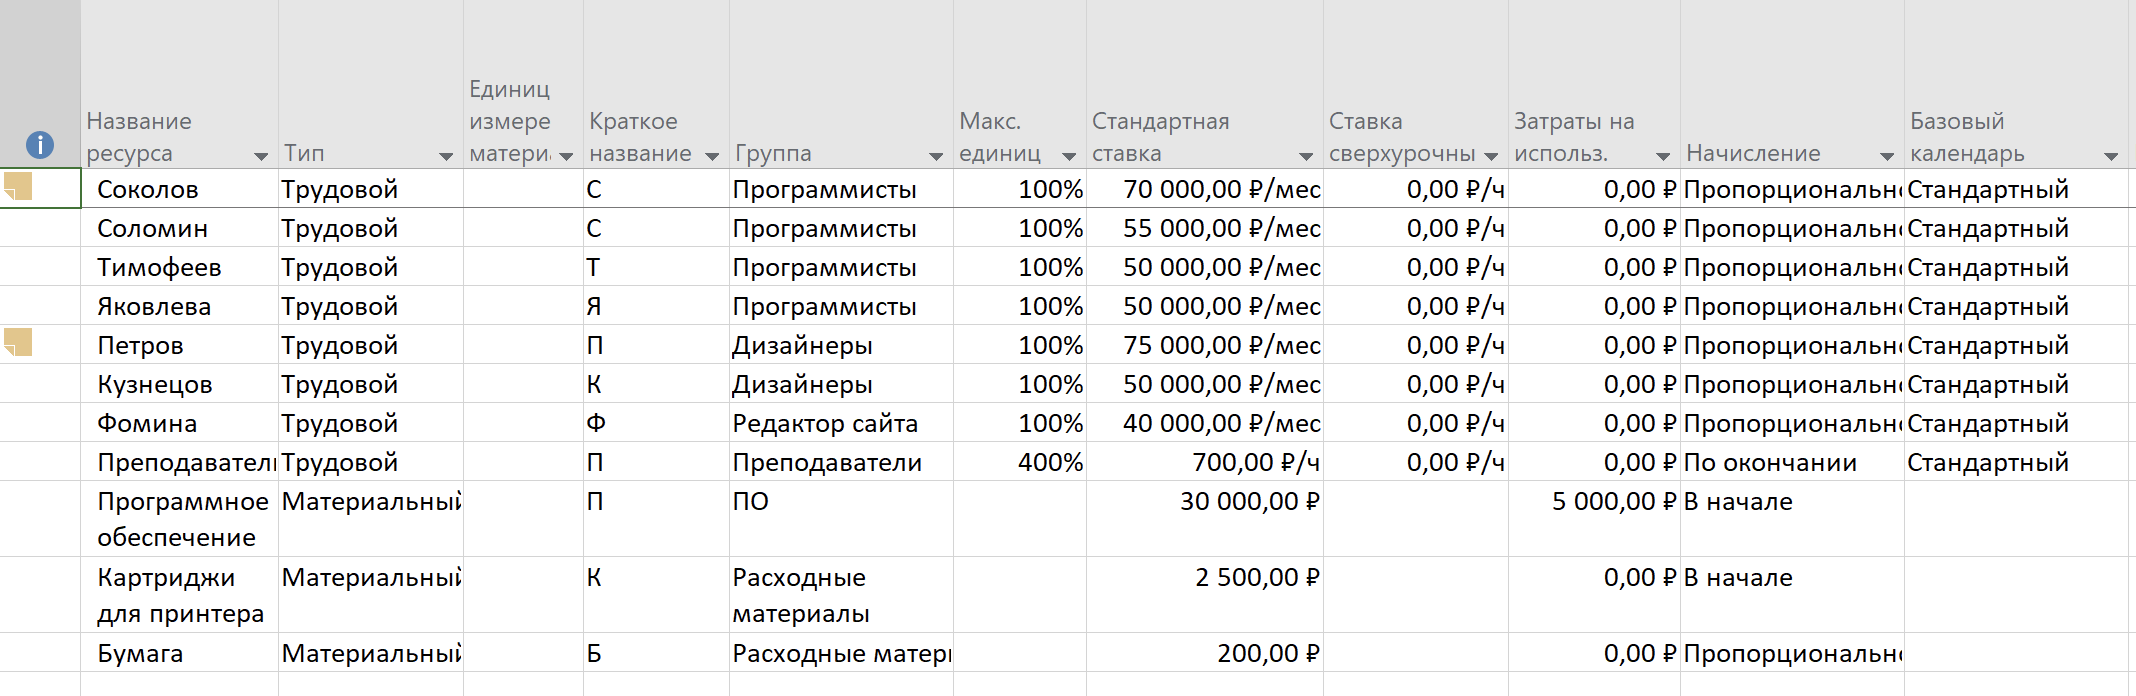 Название ресурса Тип Единиц измере матери Краткое название Группа Макс. единиц Стандартная ставка Ставка сверхурочны Затраты на использ. Начисление Базовый календарь
Соколов Трудовой С Программисты 100% 70 000,00 ₽/мес 0,00 ₽/ч 0,00 ₽ Пропорционально Стандартный
Соломин Трудовой С Программисты 100% 55 000,00 ₽/мес 0,00 ₽/ч 0,00 ₽ Пропорционально Стандартный
Тимофеев Трудовой Т Программисты 100% 50 000,00 ₽/мес 0,00 ₽/ч 0,00 ₽ Пропорционально Стандартный
Яковлева Трудовой Я Программисты 100% 50 000,00 ₽/мес 0,00 ₽/ч 0,00 ₽ Пропорционально Стандартный
Петров Трудовой П Дизайнеры 100% 75 000,00 ₽/мес 0,00 ₽/ч 0,00 ₽ Пропорционально Стандартный
Кузнецов Трудовой К Дизайнеры 100% 50 000,00 ₽/мес 0,00 ₽/ч 0,00 ₽ Пропорционально Стандартный
Фомина Трудовой Ф Редактор сайта 100% 40 000,00 ₽/мес 0,00 ₽/ч 0,00 ₽ Пропорционально Стандартный
Преподаватели Трудовой П Преподаватели 400% 700,00 ₽/ч 0,00 ₽/ч 0,00 ₽ По окончании Стандартный
Программное обеспечение Материальный П ПО 30 000,00 ₽ 5 000,00 ₽ В начале
Картриджи для принтера Материальный К Расходные материалы 2 500,00 ₽ 0,00 ₽ В начале
Бумага Материальный Б Расходные матери 200,00 ₽ 0,00 ₽ Пропорционально